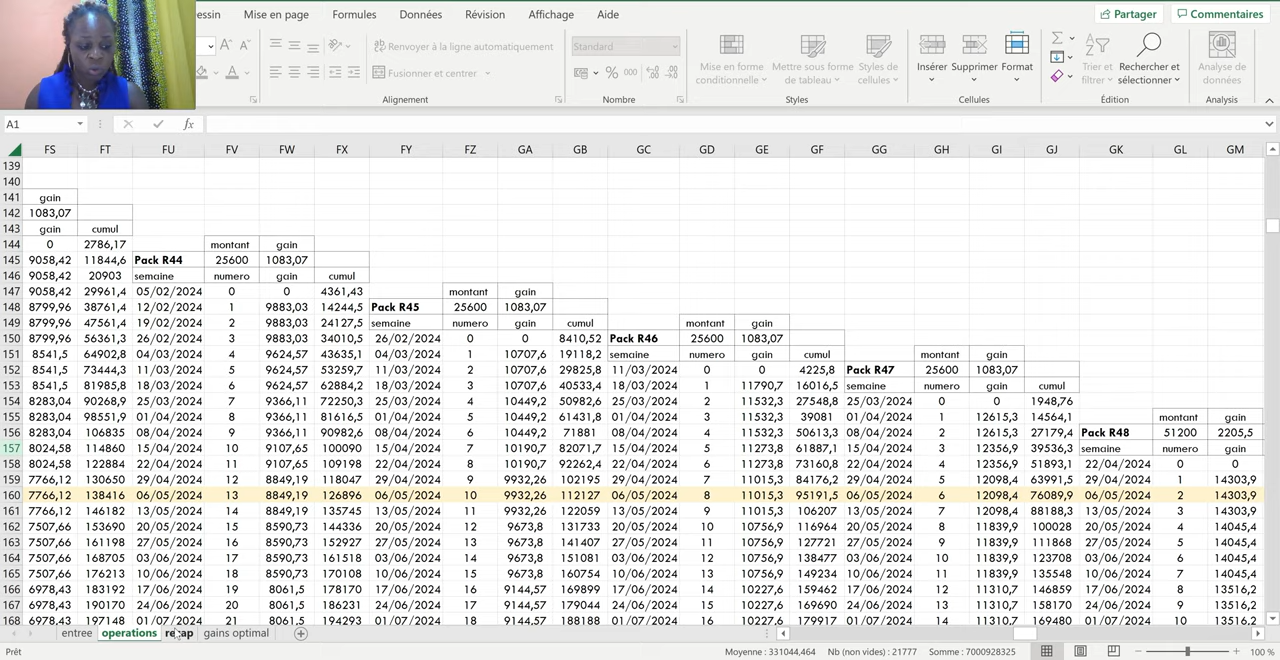 essin Mise en page Formules Données Révision Affichage Aide Partager Commentaires
Renvoyer à la ligne automatiquement Standard
Fusionner et centrer % 000
Mise en forme conditionnelle Mettre sous forme de tableau Styles de cellules Insérer Supprimer Format Trier et filtrer Rechercher et sélectionner Analyse de données
Alignement Nombre Styles Cellules Édition Analysis
A1 fx
FS FT FU FV FW FX FY FZ GA GB GC GD GE GF GG GH GI GJ GK GL GM
139
140
141 gain
142 1083,07
143 gain cumul
144 0 2786,17 montant gain
145 9058,42 11844,6 Pack R44 25600 1083,07
146 9058,42 20903 semaine numero gain cumul
147 9058,42 29961,4 05/02/2024 0 0 4361,43 montant gain
148 8799,96 38761,4 12/02/2024 1 9883,03 14244,5 Pack R45 25600 1083,07
149 8799,96 47561,4 19/02/2024 2 9883,03 24127,5 semaine numero gain cumul montant gain
150 8799,96 56361,3 26/02/2024 3 9883,03 34010,5 26/02/2024 0 0 8410,52 Pack R46 25600 1083,07
151 8541,5 64902,8 04/03/2024 4 9624,57 43635,1 04/03/2024 1 10707,6 19118,2 semaine numero gain cumul montant gain
152 8541,5 73444,3 11/03/2024 5 9624,57 53259,7 11/03/2024 2 10707,6 29825,8 11/03/2024 0 0 4225,8 Pack R47 25600 1083,07
153 8541,5 81985,8 18/03/2024 6 9624,57 62884,2 18/03/2024 3 10707,6 40533,4 18/03/2024 1 11790,7 16016,5 semaine numero gain cumul
154 8283,04 90268,9 25/03/2024 7 9366,11 72250,3 25/03/2024 4 10449,2 50982,6 25/03/2024 2 11532,3 27548,8 25/03/2024 0 0 1948,76
155 8283,04 98551,9 01/04/2024 8 9366,11 81616,5 01/04/2024 5 10449,2 61431,8 01/04/2024 3 11532,3 39081 01/04/2024 1 12615,3 14564,1 montant gain
156 8283,04 106835 08/04/2024 9 9366,11 90982,6 08/04/2024 6 10449,2 71881 08/04/2024 4 11532,3 50613,3 08/04/2024 2 12615,3 27179,4 Pack R48 51200 2205,5
157 8024,58 114860 15/04/2024 10 9107,65 100090 15/04/2024 7 10190,7 82071,7 15/04/2024 5 11273,8 61887,1 15/04/2024 3 12356,9 39536,3 semaine numero gain
158 8024,58 122884 22/04/2024 11 9107,65 109198 22/04/2024 8 10190,7 92262,4 22/04/2024 6 11273,8 73160,8 22/04/2024 4 12356,9 51893,1 22/04/2024 0 0
159 7766,12 130650 29/04/2024 12 8849,19 118047 29/04/2024 9 9932,26 102195 29/04/2024 7 11015,3 84176,2 29/04/2024 5 12098,4 63991,5 29/04/2024 1 14303,9
160 7766,12 138416 06/05/2024 13 8849,19 126896 06/05/2024 10 9932,26 112127 06/05/2024 8 11015,3 95191,5 06/05/2024 6 12098,4 76089,9 06/05/2024 2 14303,9
161 7766,12 146182 13/05/2024 14 8849,19 135745 13/05/2024 11 9932,26 122059 13/05/2024 9 11015,3 106207 13/05/2024 7 12098,4 88188,3 13/05/2024 3 14303,9
162 7507,66 153690 20/05/2024 15 8590,73 144336 20/05/2024 12 9673,8 131733 20/05/2024 10 10756,9 116964 20/05/2024 8 11839,9 100028 20/05/2024 4 14045,4
163 7507,66 161198 27/05/2024 16 8590,73 152927 27/05/2024 13 9673,8 141407 27/05/2024 11 10756,9 127721 27/05/2024 9 11839,9 111868 27/05/2024 5 14045,4
164 7507,66 168705 03/06/2024 17 8590,73 161518 03/06/2024 14 9673,8 151081 03/06/2024 12 10756,9 138477 03/06/2024 10 11839,9 123708 03/06/2024 6 14045,4
165 7507,66 176213 10/06/2024 18 8590,73 170108 10/06/2024 15 9673,8 160754 10/06/2024 13 10756,9 149234 10/06/2024 11 11839,9 135548 10/06/2024 7 14045,4
166 6978,43 183192 17/06/2024 19 8061,5 178170 17/06/2024 16 9144,57 169899 17/06/2024 14 10227,6 159462 17/06/2024 12 11310,7 146859 17/06/2024 8 13516,2
167 6978,43 190170 24/06/2024 20 8061,5 186231 24/06/2024 17 9144,57 179044 24/06/2024 15 10227,6 169690 24/06/2024 13 11310,7 158170 24/06/2024 9 13516,2
168 6978,43 197148 01/07/2024 21 8061,5 194293 01/07/2024 18 9144,57 188188 01/07/2024 16 10227,6 179917 01/07/2024 14 11310,7 169480 01/07/2024 10 13516,2
entree operations recap gains optimal
Prêt Moyenne : 331044,464 Nb (non vides) : 21777 Somme : 7000928325 100 %